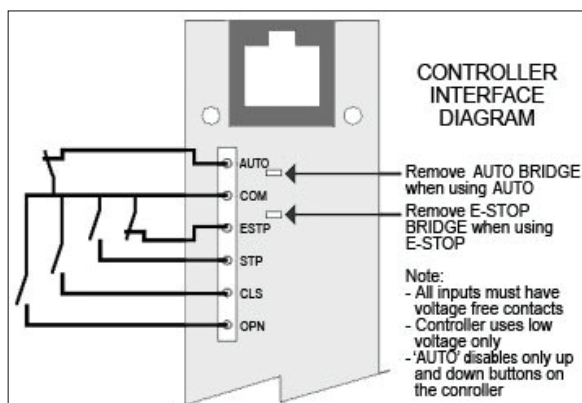 CONTROLLER
INTERFACE
DIAGRAM
AUTO
COM
ESTP
STP
CLS
OPN
Remove AUTO BRIDGE
when using AUTO
Remove E-STOP
BRIDGE when using
E-STOP
Note:
- All inputs must have
voltage free contacts
- Controller uses low
voltage only
- 'AUTO' disables only up
and down buttons on
the conroller